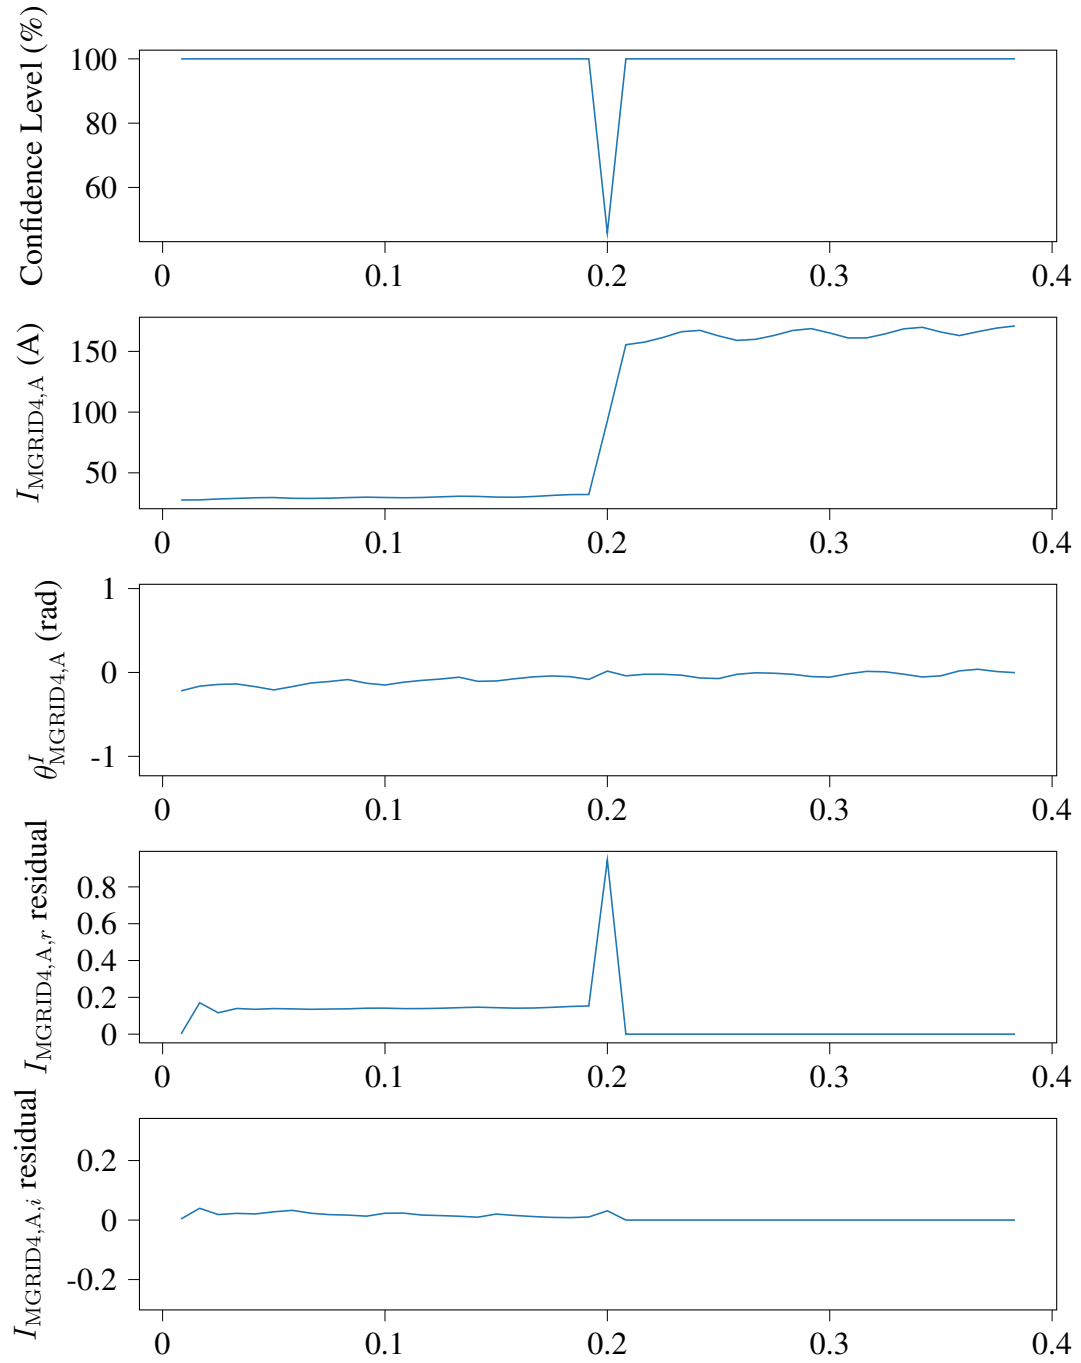 Confidence Level (%)
100
80
60
0 0.1 0.2 0.3 0.4
I_MGRID4,A (A)
150
100
50
0 0.1 0.2 0.3 0.4
θ^I_MGRID4,A (rad)
1
0
-1
0 0.1 0.2 0.3 0.4
I_MGRID4,A,r residual
0.8
0.6
0.4
0.2
0
0 0.1 0.2 0.3 0.4
I_MGRID4,A,i residual
0.2
0
-0.2
0 0.1 0.2 0.3 0.4